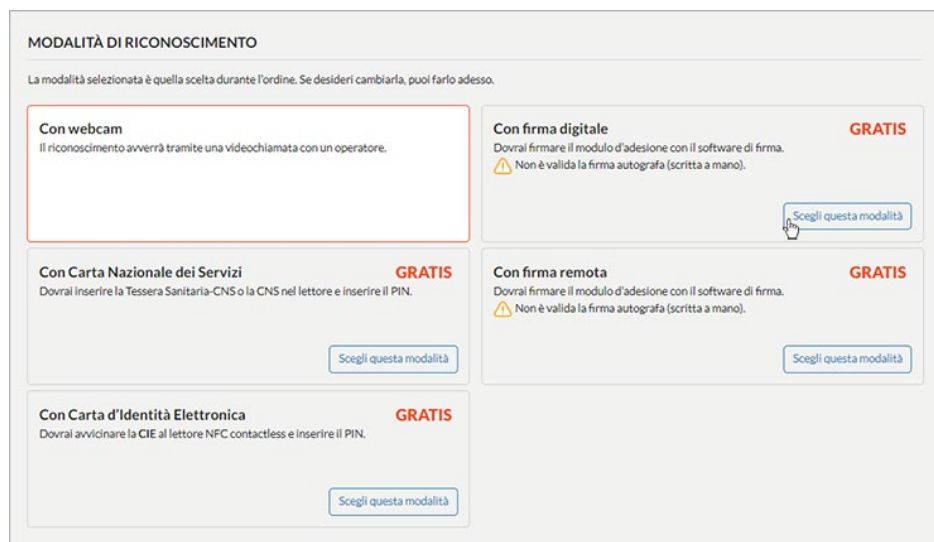 MODALITÀ DI RICONOSCIMENTO
La modalità selezionata è quella scelta durante l'ordine. Se desideri cambiarla, puoi farlo adesso.
Con webcam
Il riconoscimento avverrà tramite una videochiamata con un operatore.
Con firma digitale
GRATIS
Dovrai firmare il modulo d'adesione con il software di firma.
Non è valida la firma autografa (scritta a mano).
Scegli questa modalità
Con Carta Nazionale dei Servizi
GRATIS
Dovrai inserire la Tessera Sanitaria-CNS o la CNS nel lettore e inserire il PIN.
Scegli questa modalità
Con firma remota
GRATIS
Dovrai firmare il modulo d'adesione con il software di firma.
Non è valida la firma autografa (scritta a mano).
Scegli questa modalità
Con Carta d'Identità Elettronica
GRATIS
Dovrai avvicinare la CIE al lettore NFC contactless e inserire il PIN.
Scegli questa modalità